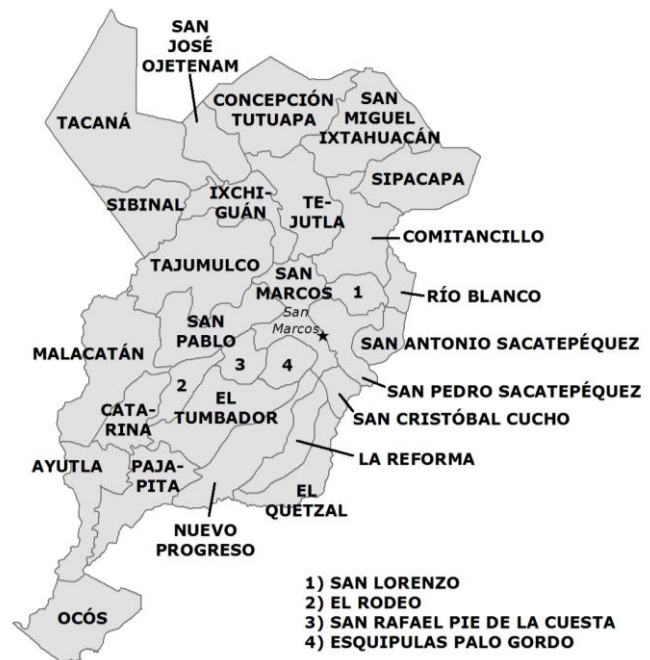 SAN
JOSÉ
OJETENAM
CONCEPCIÓN
TUTUAPA
SAN
MIGUEL
IXTAHUACÁN
TACANÁ
SIPACAPA
SIBINAL
IXCHI-
GUÁN
TE-
JUTLA
COMITANCILLO
TAJUMULCO
SAN
MARCOS
1
RÍO BLANCO
San
Marcos
SAN
PABLO
MALACATÁN
SAN ANTONIO SACATEPÉQUEZ
3
4
2
SAN PEDRO SACATEPÉQUEZ
EL
TUMBADOR
CATA-
RINA
SAN CRISTÓBAL CUCHO
LA REFORMA
AYUTLA
PAJA-
PITA
EL
QUETZAL
NUEVO
PROGRESO
OCÓS
1) SAN LORENZO
2) EL RODEO
3) SAN RAFAEL PIE DE LA CUESTA
4) ESQUIPULAS PALO GORDO